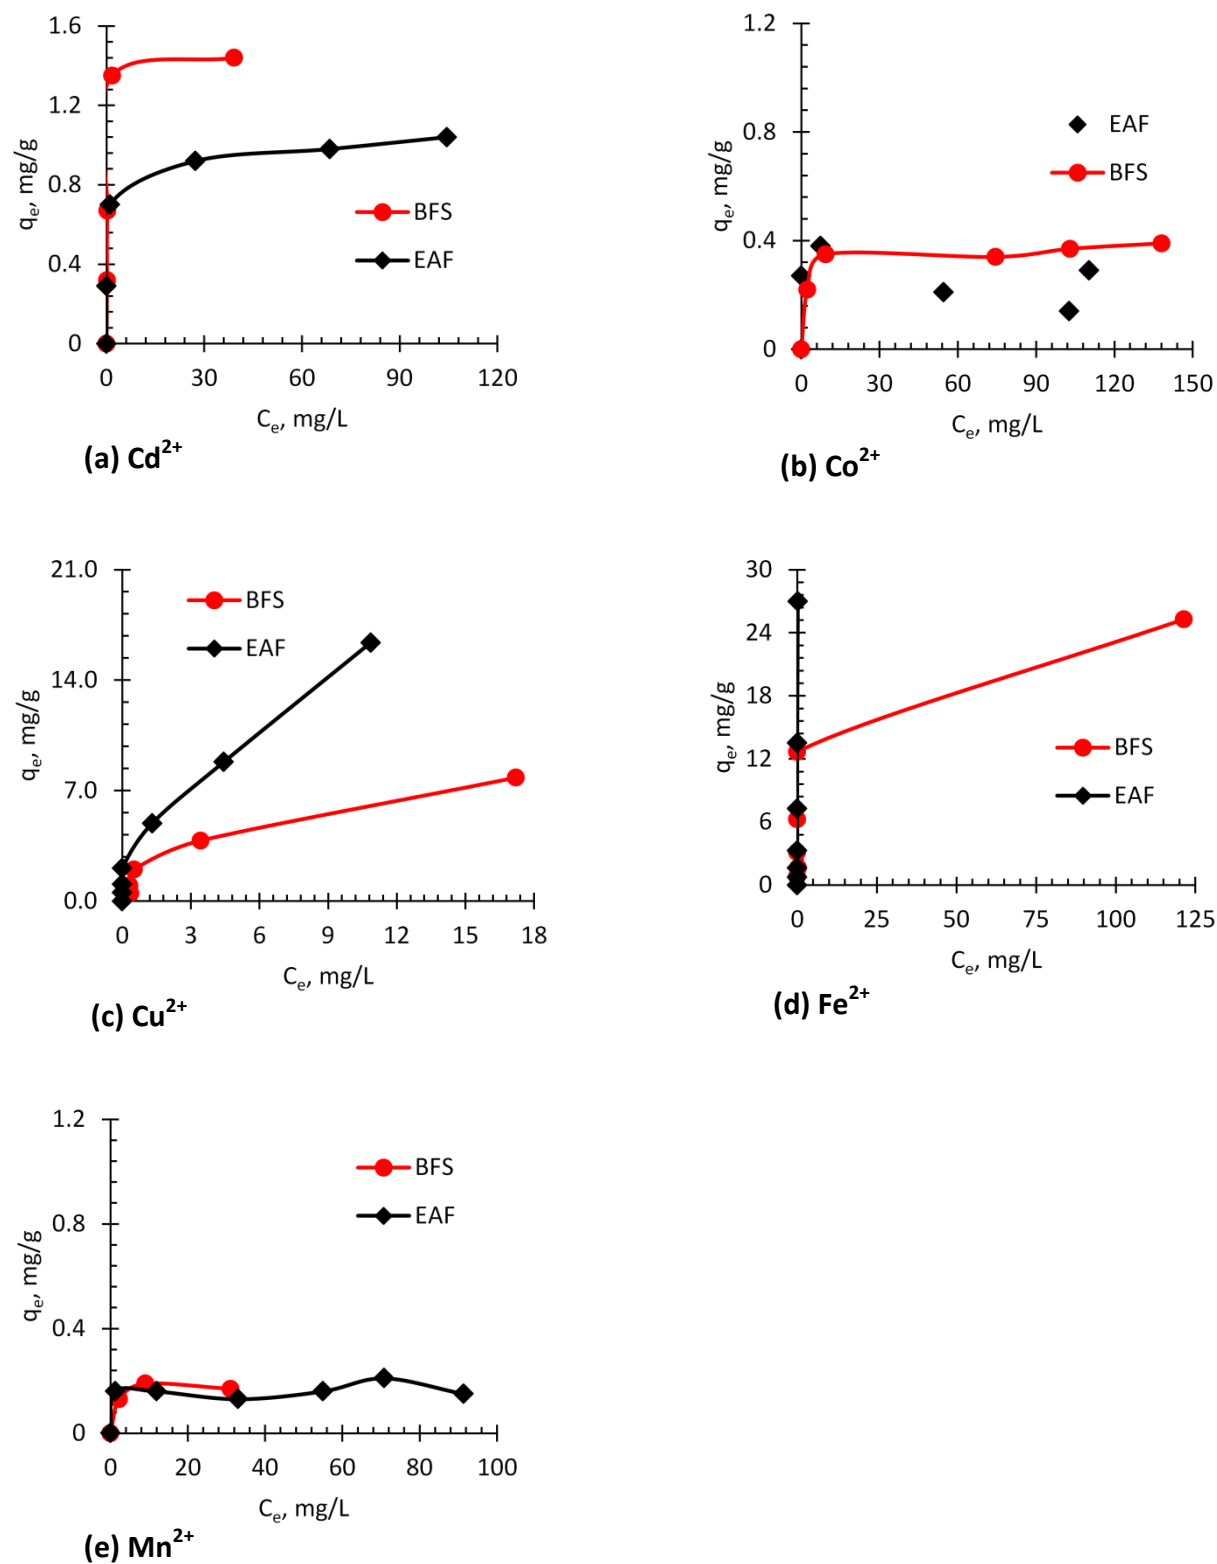 1.6
1.2
0.8
0.4
0
qe, mg/g
0 30 60 90 120
Ce, mg/L
BFS
EAF
(a) Cd2+
1.2
0.8
0.4
0
qe, mg/g
0 30 60 90 120 150
Ce, mg/L
EAF
BFS
(b) Co2+
21.0
14.0
7.0
0.0
qe, mg/g
0 3 6 9 12 15 18
Ce, mg/L
BFS
EAF
(c) Cu2+
30
24
18
12
6
0
qe, mg/g
0 25 50 75 100 125
Ce, mg/L
BFS
EAF
(d) Fe2+
1.2
0.8
0.4
0
qe, mg/g
0 20 40 60 80 100
Ce, mg/L
BFS
EAF
(e) Mn2+